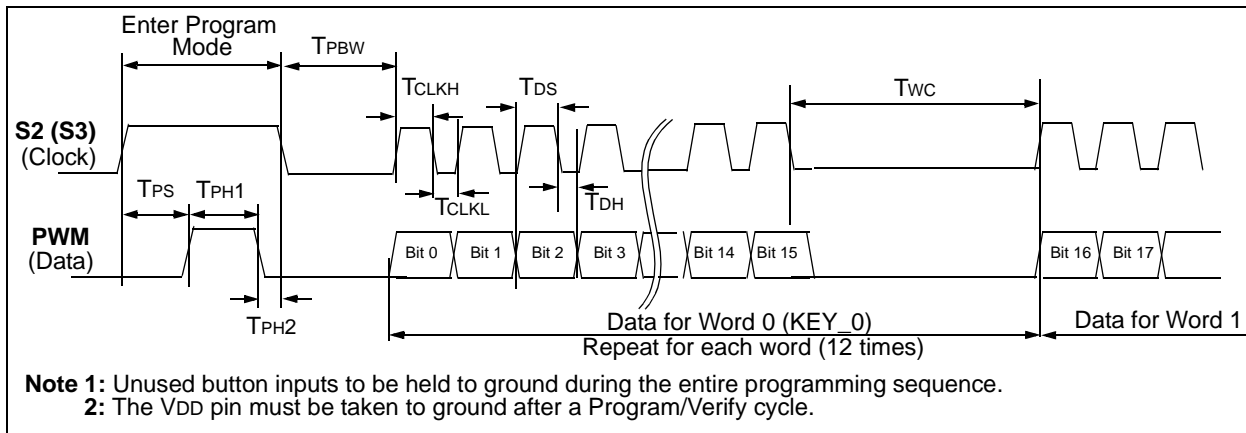 Enter Program
Mode
TPBW
TCLKH
TDS
TWC
S2 (S3)
(Clock)
TPS
TPH1
TCLKL
TDH
PWM
(Data)
Bit 0
Bit 1
Bit 2
Bit 3
Bit 14
Bit 15
Bit 16
Bit 17
TPH2
Data for Word 0 (KEY_0)
Data for Word 1
Repeat for each word (12 times)
Note 1: Unused button inputs to be held to ground during the entire programming sequence.
2: The VDD pin must be taken to ground after a Program/Verify cycle.